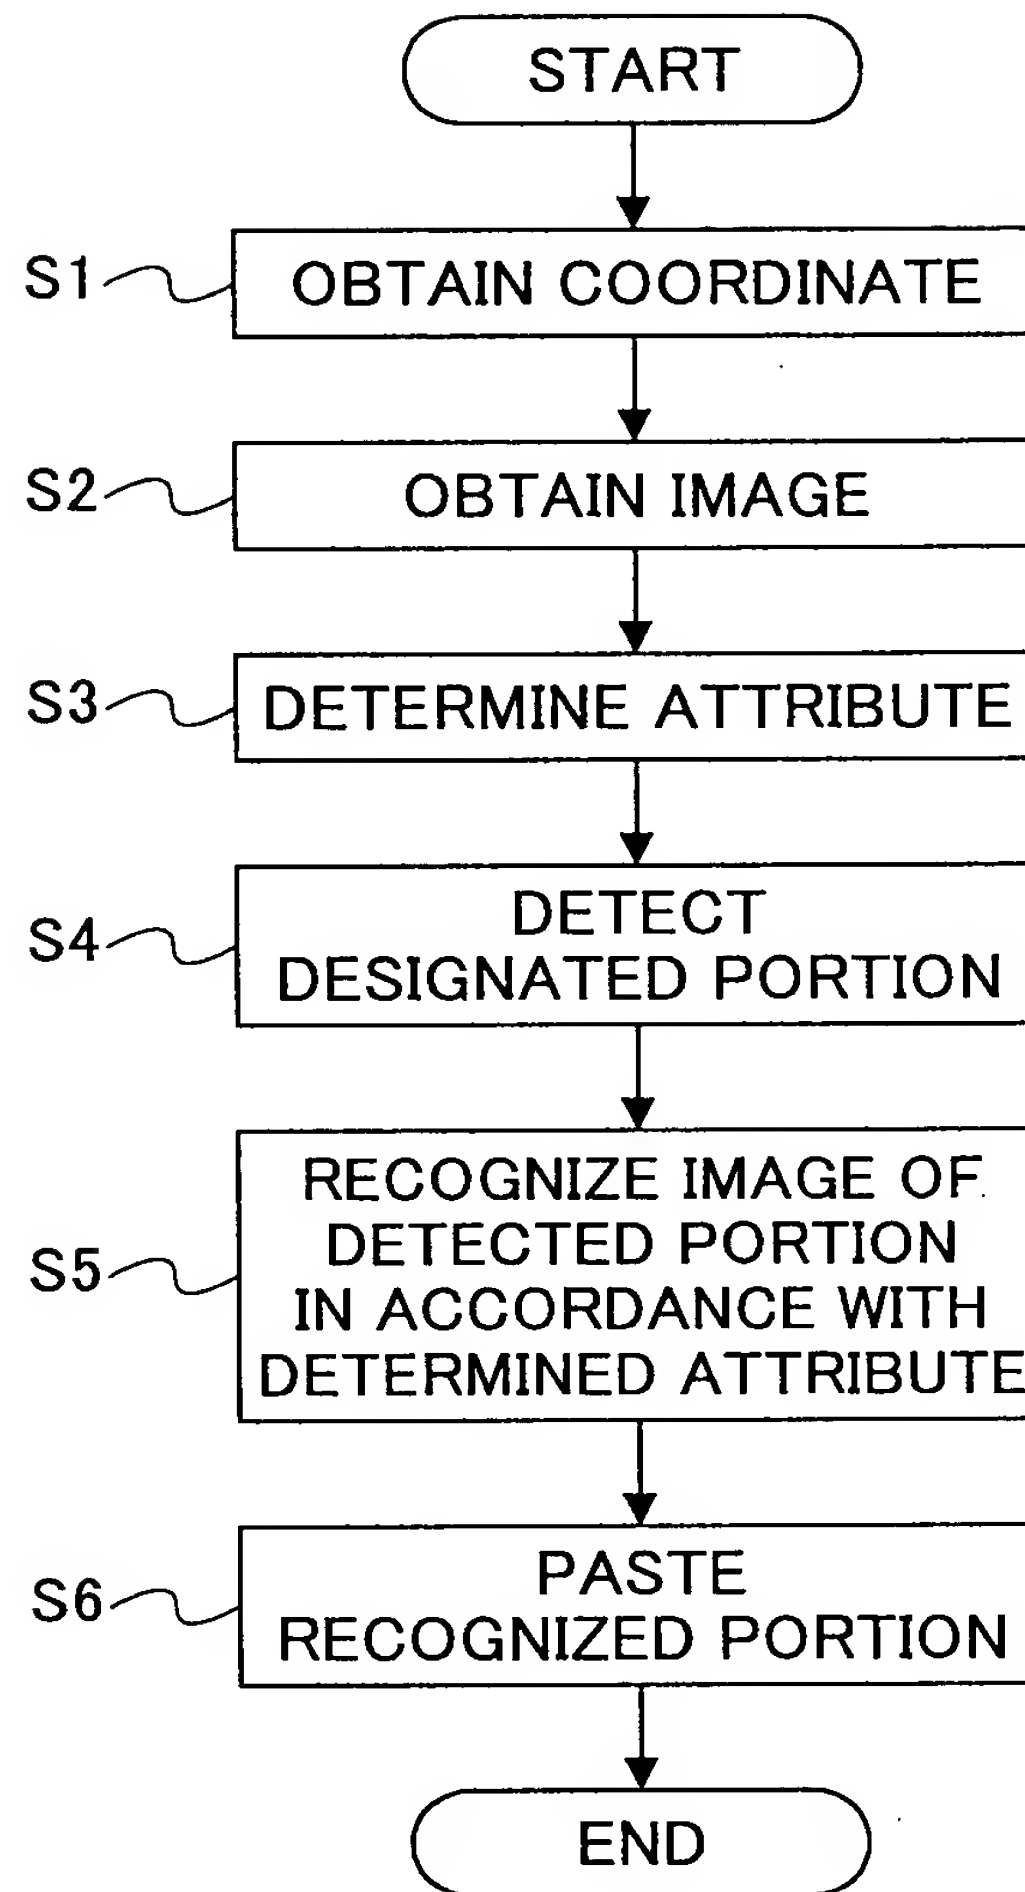 START
S1
OBTAIN COORDINATE
S2
OBTAIN IMAGE
S3
DETERMINE ATTRIBUTE
S4
DETECT
DESIGNATED PORTION
S5
RECOGNIZE IMAGE OF
DETECTED PORTION
IN ACCORDANCE WITH
DETERMINED ATTRIBUTE
S6
PASTE
RECOGNIZED PORTION
END